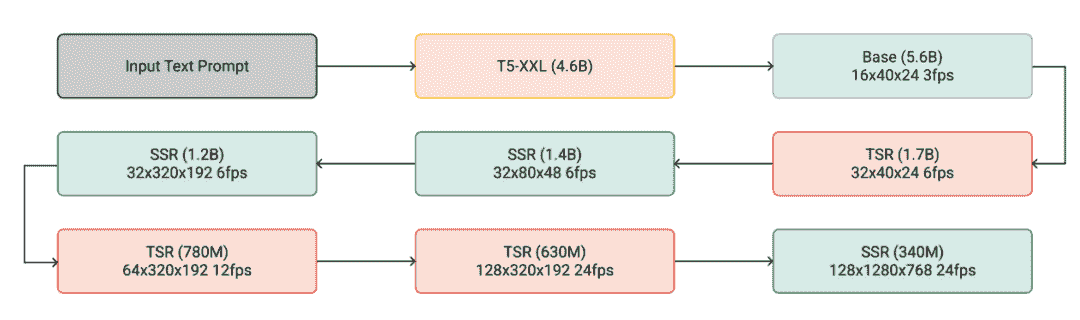 Input Text Prompt
T5-XXL (4.6B)
Base (5.6B)
16x40x24 3fps
TSR (1.7B)
32x40x24 6fps
SSR (1.4B)
32x80x48 6fps
SSR (1.2B)
32x320x192 6fps
TSR (780M)
64x320x192 12fps
TSR (630M)
128x320x192 24fps
SSR (340M)
128x1280x768 24fps